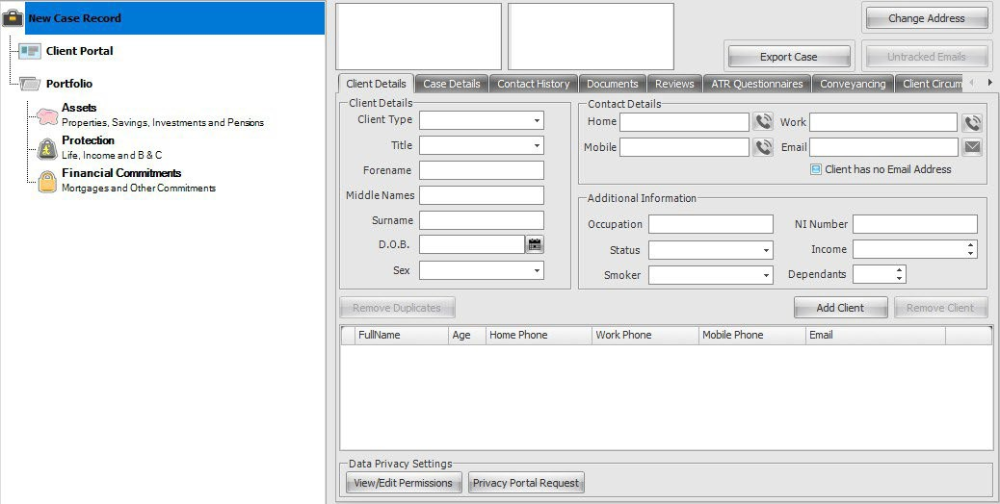 New Case Record
Client Portal
Portfolio
Assets
Properties, Savings, Investments and Pensions
Protection
Life, Income and B & C
Financial Commitments
Mortgages and Other Commitments
Change Address
Export Case
Untracked Emails
Client Details
Case Details
Contact History
Documents
Reviews
ATR Questionnaires
Conveyancing
Client Circum
Client Details
Client Type
Title
Forename
Middle Names
Surname
D.O.B.
Sex
Contact Details
Home
Work
Mobile
Email
Client has no Email Address
Additional Information
Occupation
NI Number
Status
Income
Smoker
Dependants
Remove Duplicates
Add Client
Remove Client
FullName
Age
Home Phone
Work Phone
Mobile Phone
Email
Data Privacy Settings
View/Edit Permissions
Privacy Portal Request